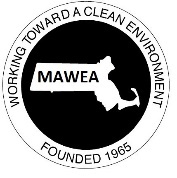 WORKING TOWARD A CLEAN ENVIRONMENT
MAWEA
FOUNDED 1965